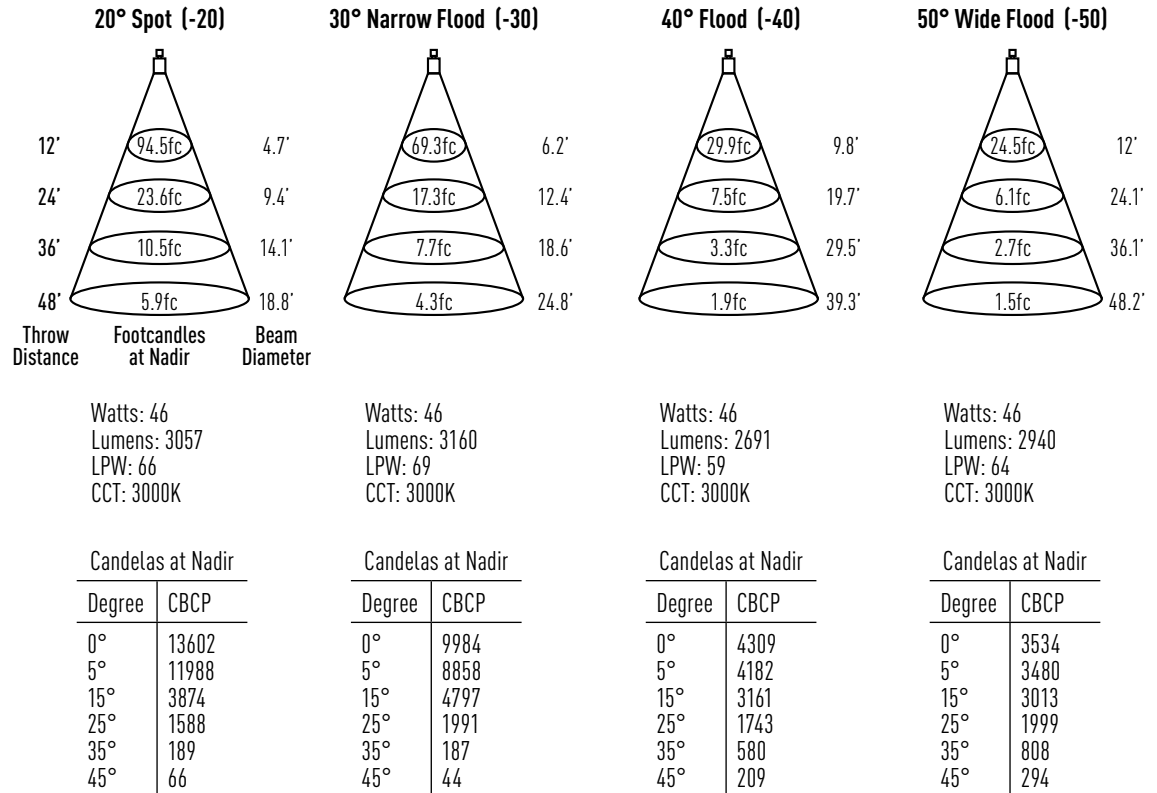 20° Spot (-20) 30° Narrow Flood (-30) 40° Flood (-40) 50° Wide Flood (-50)
12' 94.5fc 4.7' 69.3fc 6.2' 29.9fc 9.8' 24.5fc 12'
24' 23.6fc 9.4' 17.3fc 12.4' 7.5fc 19.7' 6.1fc 24.1'
36' 10.5fc 14.1' 7.7fc 18.6' 3.3fc 29.5' 2.7fc 36.1'
48' 5.9fc 18.8' 4.3fc 24.8' 1.9fc 39.3' 1.5fc 48.2'
Throw Footcandles Beam
Distance at Nadir Diameter
Watts: 46 Watts: 46 Watts: 46 Watts: 46
Lumens: 3057 Lumens: 3160 Lumens: 2691 Lumens: 2940
LPW: 66 LPW: 69 LPW: 59 LPW: 64
CCT: 3000K CCT: 3000K CCT: 3000K CCT: 3000K
Candelas at Nadir Candelas at Nadir Candelas at Nadir Candelas at Nadir
Degree CBCP Degree CBCP Degree CBCP Degree CBCP
0° 13602 0° 9984 0° 4309 0° 3534
5° 11988 5° 8858 5° 4182 5° 3480
15° 3874 15° 4797 15° 3161 15° 3013
25° 1588 25° 1991 25° 1743 25° 1999
35° 189 35° 187 35° 580 35° 808
45° 66 45° 44 45° 209 45° 294